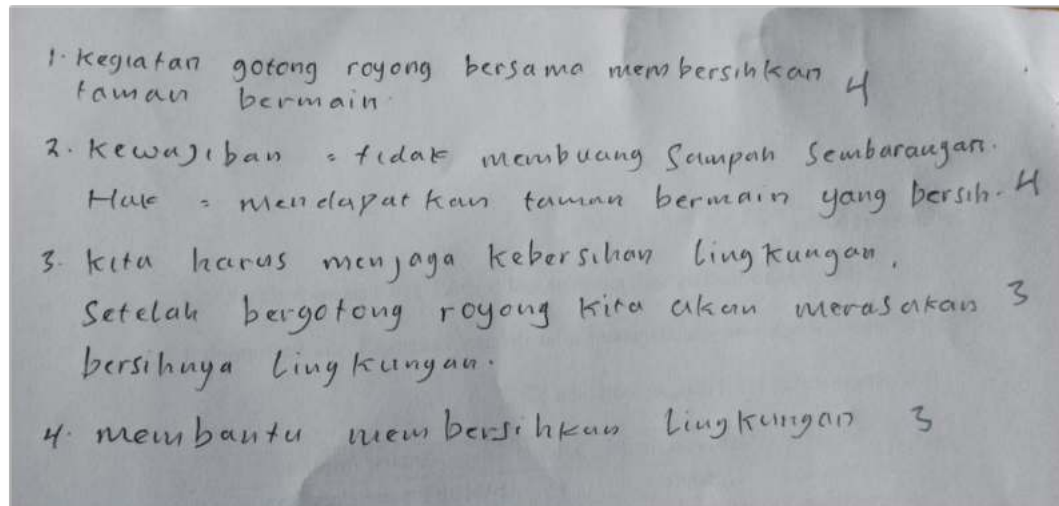 1. Kegiatan gotong royong bersama membersihkan 4
taman bermain.
2. Kewajiban = tidak membuang Sampah Sembarangan.
Hak = mendapatkan taman bermain yang bersih. 4
3. Kita harus menjaga kebersihan lingkungan,
Setelah bergotong royong kita akan merasakan 3
bersihnya lingkungan.
4. membantu membersihkan lingkungan 3